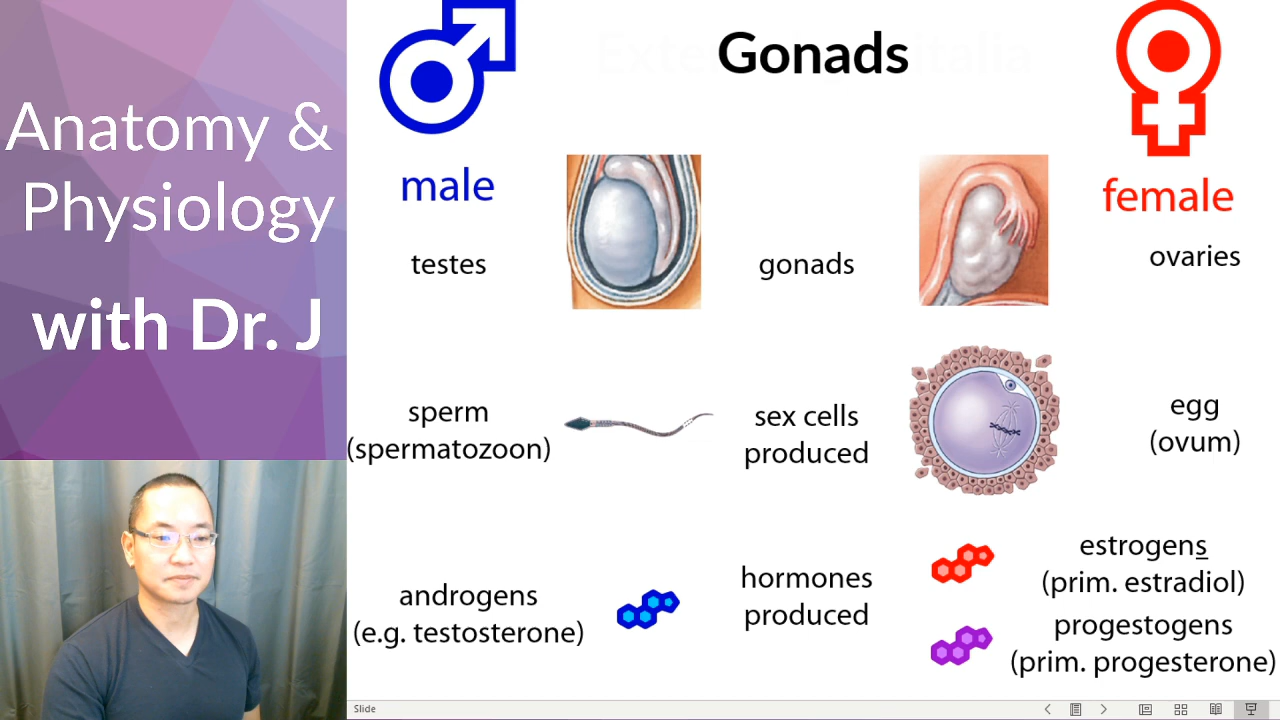 Anatomy &
Physiology
with Dr. J
Gonads
male
female
testes
gonads
ovaries
sperm
(spermatozoon)
sex cells
produced
egg
(ovum)
androgens
(e.g. testosterone)
hormones
produced
estrogens
(prim. estradiol)
progestogens
(prim. progesterone)
Slide